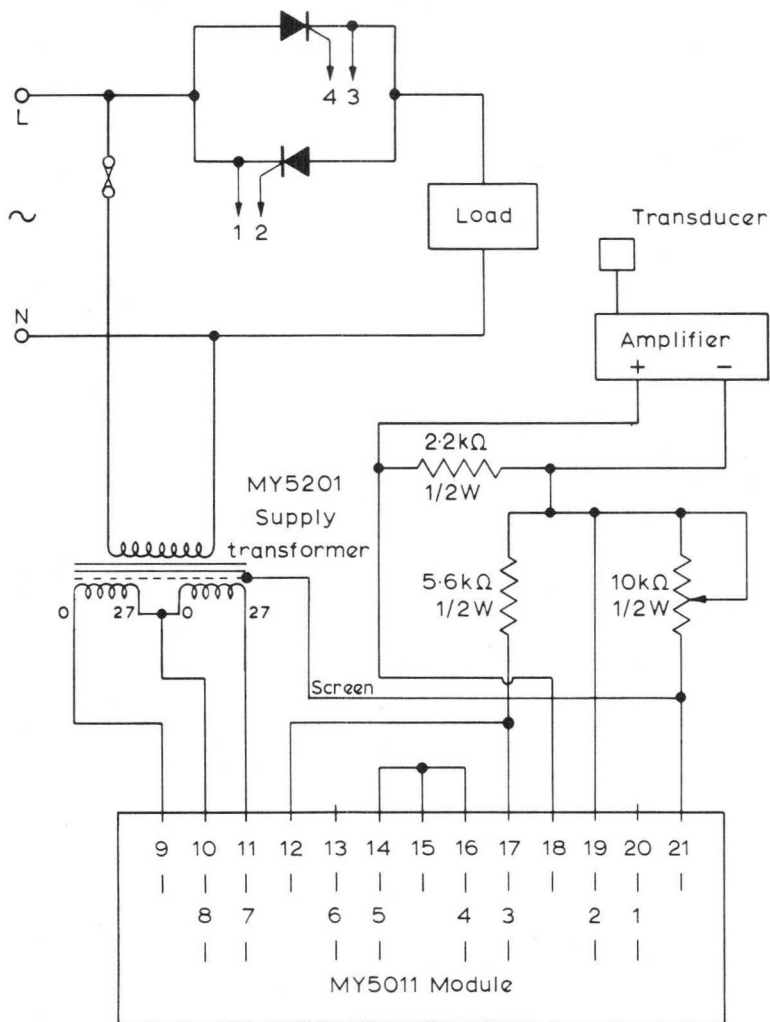 4 3
L
1 2
Load
~
N
Transducer
Amplifier
+ -
2·2kΩ
1/2W
MY5201
Supply
transformer
5·6kΩ
1/2W
10kΩ
1/2W
0 27 0 27
Screen
9 10 11 12 13 14 15 16 17 18 19 20 21
8 7 6 5 4 3 2 1
MY5011 Module